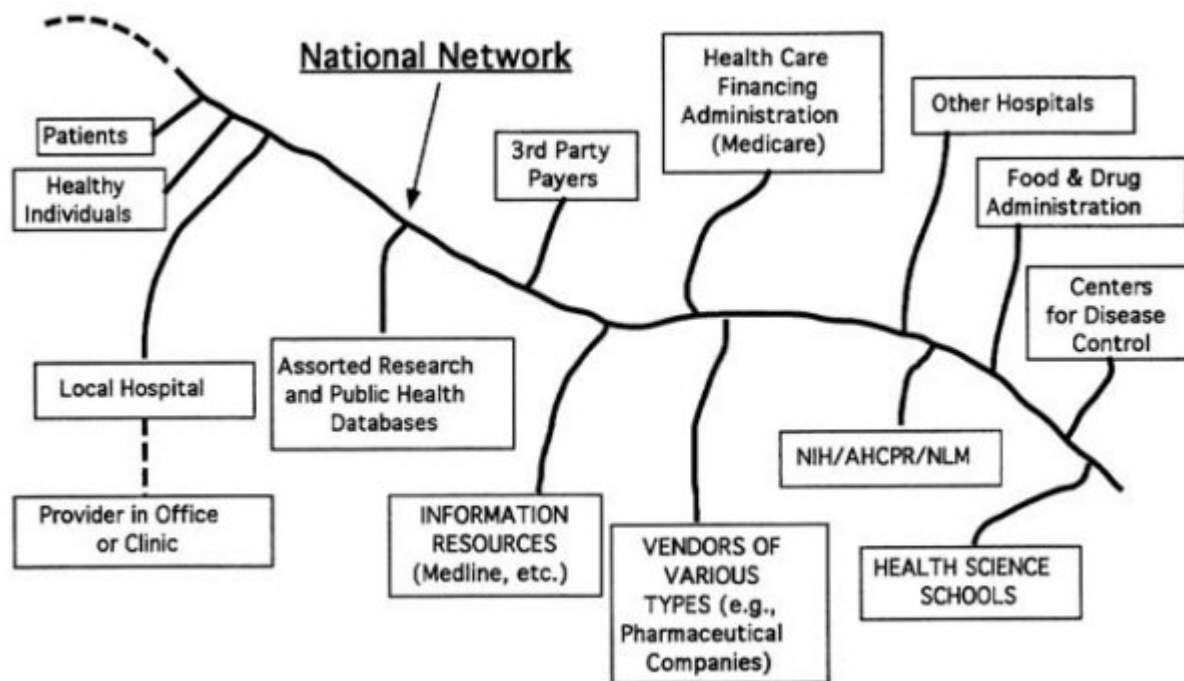 National Network
Patients
Healthy
Individuals
3rd Party
Payers
Health Care
Financing
Administration
(Medicare)
Other Hospitals
Food & Drug
Administration
Centers
for Disease
Control
Local Hospital
Assorted Research
and Public Health
Databases
Provider in Office
or Clinic
INFORMATION
RESOURCES
(Medline, etc.)
VENDORS OF
VARIOUS
TYPES (e.g.,
Pharmaceutical
Companies)
NIH/AHCPR/NLM
HEALTH SCIENCE
SCHOOLS